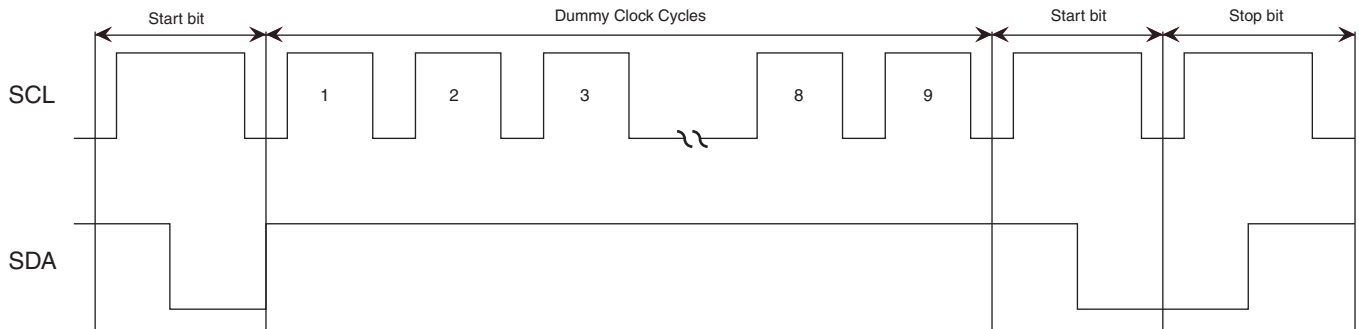 Start bit Dummy Clock Cycles Start bit Stop bit
SCL 1 2 3 8 9
SDA